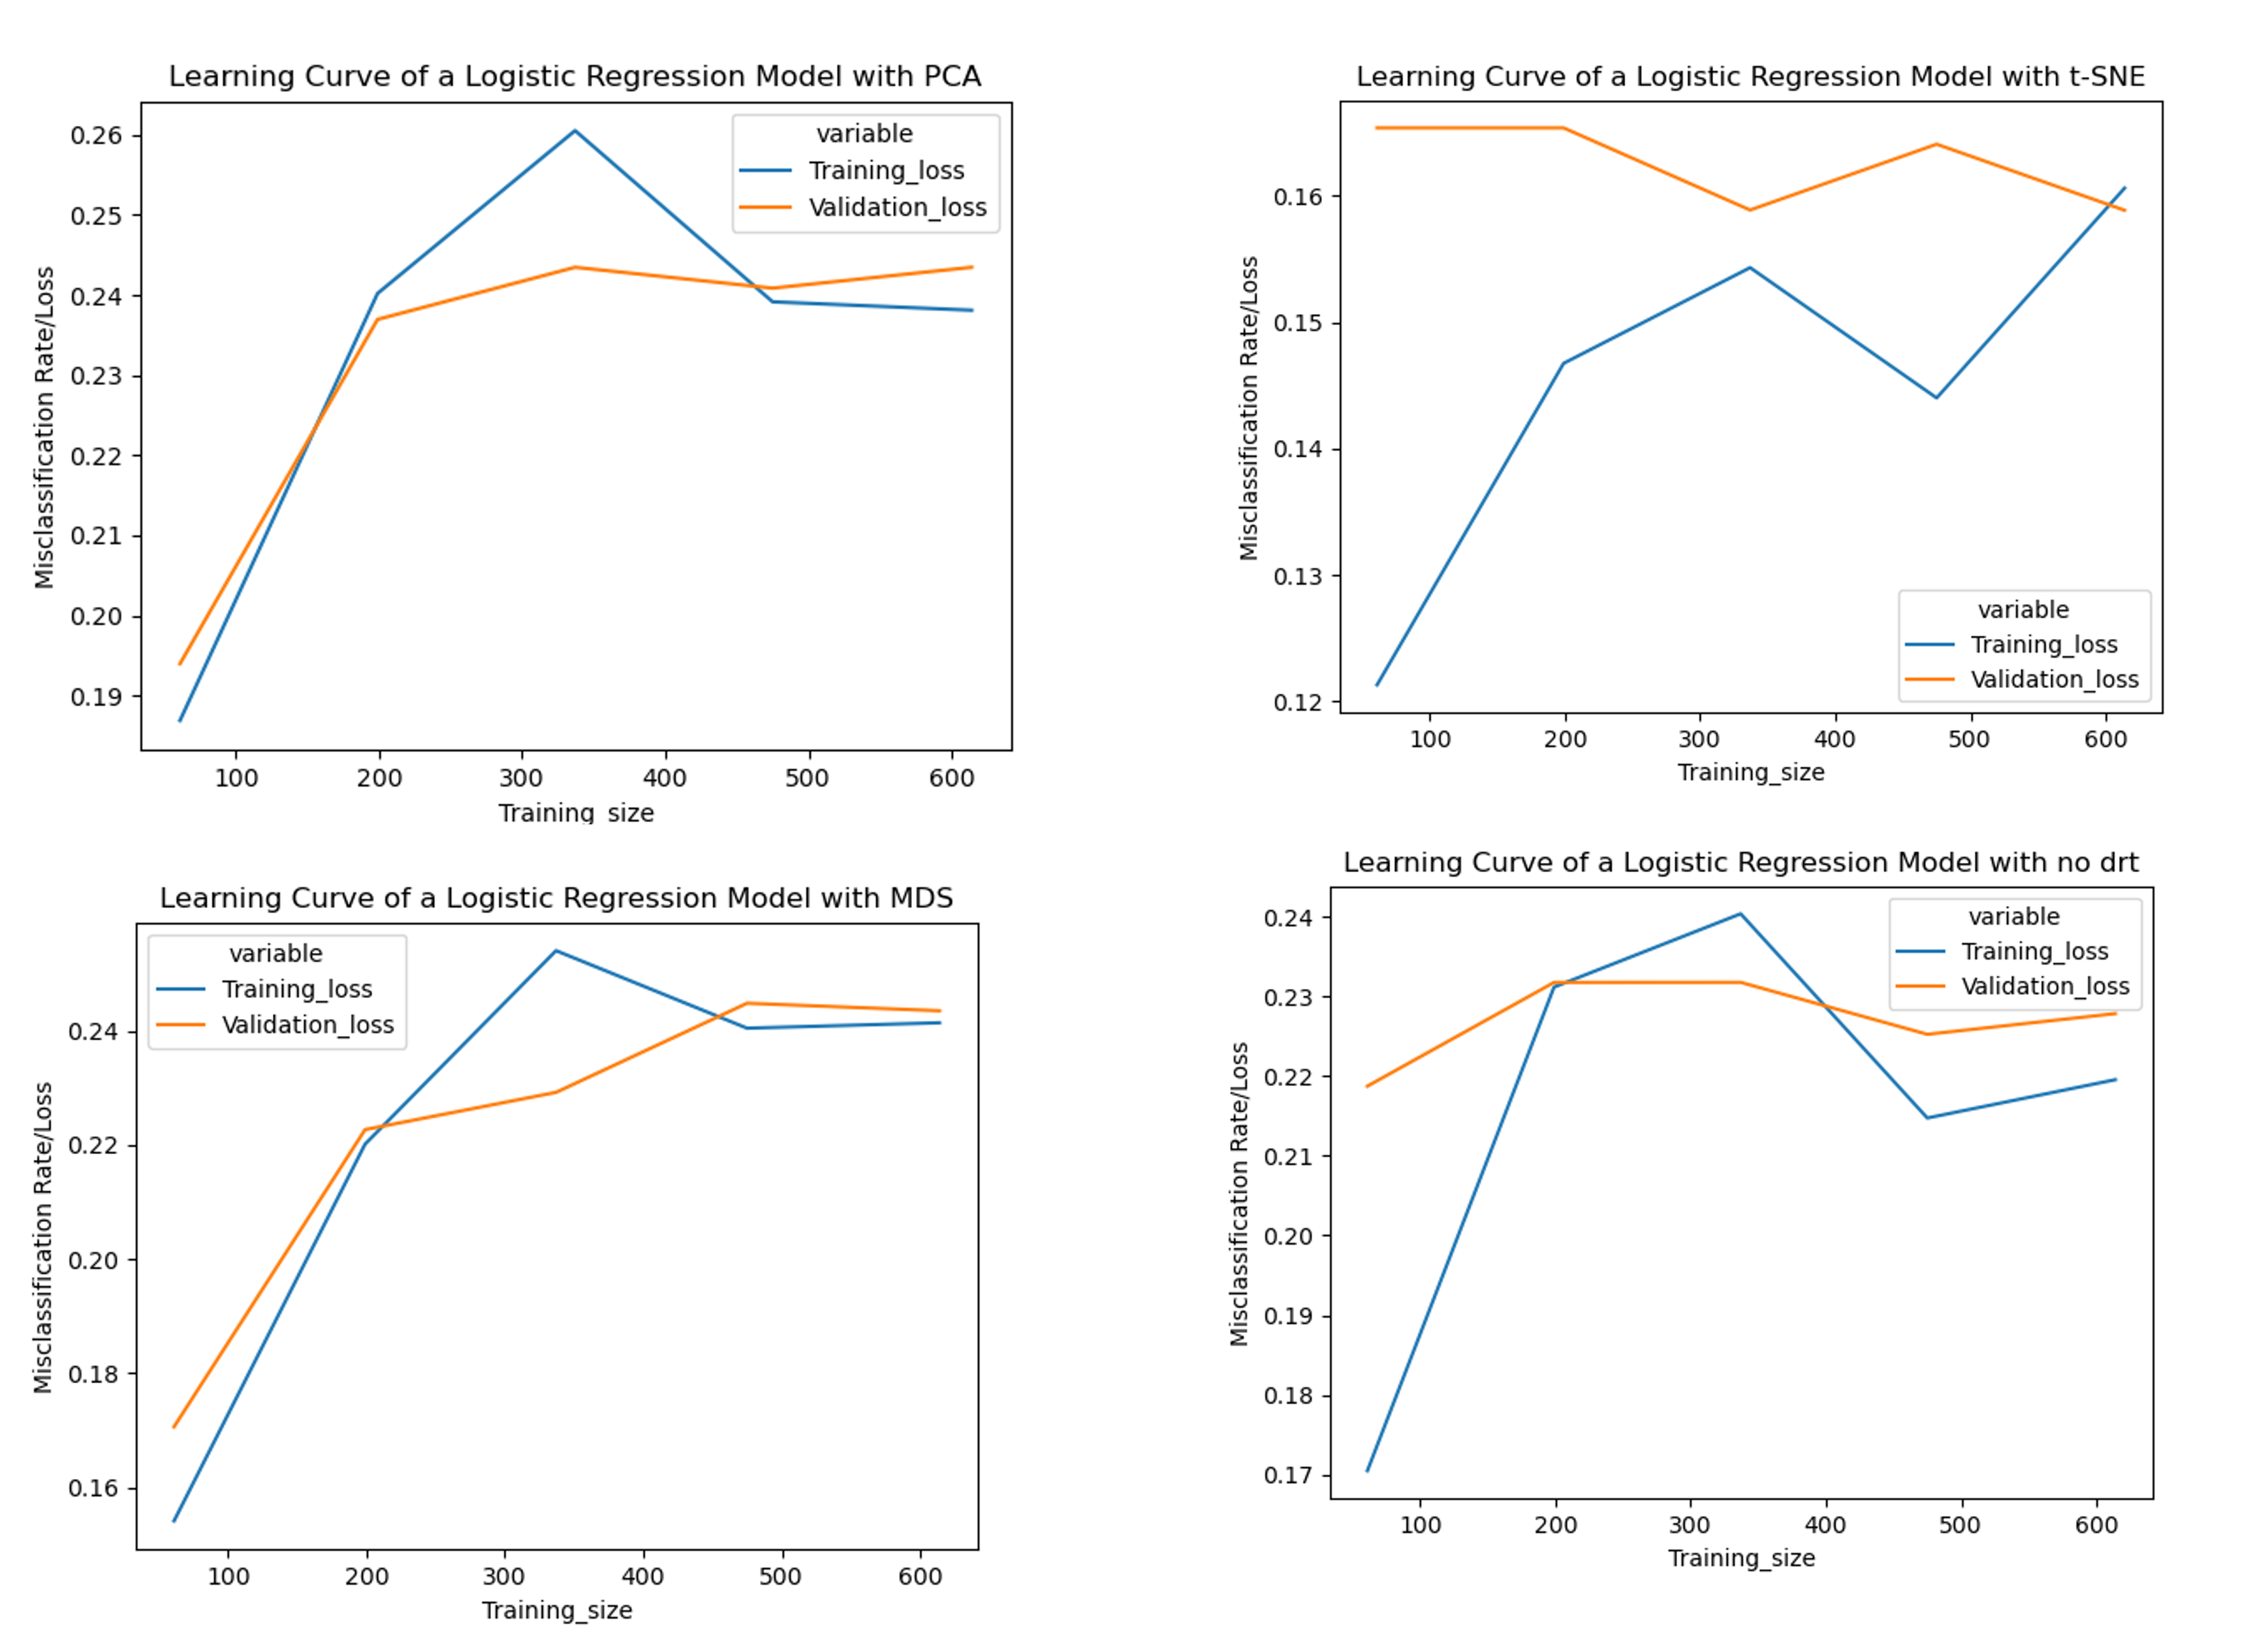 Learning Curve of a Logistic Regression Model with PCA
variable
Training_loss
Validation_loss
0.26
0.25
0.24
0.23
0.22
0.21
0.20
0.19
Misclassification Rate/Loss
100 200 300 400 500 600
Training_size
Learning Curve of a Logistic Regression Model with t-SNE
0.16
0.15
0.14
0.13
0.12
Misclassification Rate/Loss
variable
Training_loss
Validation_loss
100 200 300 400 500 600
Training_size
Learning Curve of a Logistic Regression Model with MDS
variable
Training_loss
Validation_loss
0.24
0.22
0.20
0.18
0.16
Misclassification Rate/Loss
100 200 300 400 500 600
Training_size
Learning Curve of a Logistic Regression Model with no drt
variable
Training_loss
Validation_loss
0.24
0.23
0.22
0.21
0.20
0.19
0.18
0.17
Misclassification Rate/Loss
100 200 300 400 500 600
Training_size